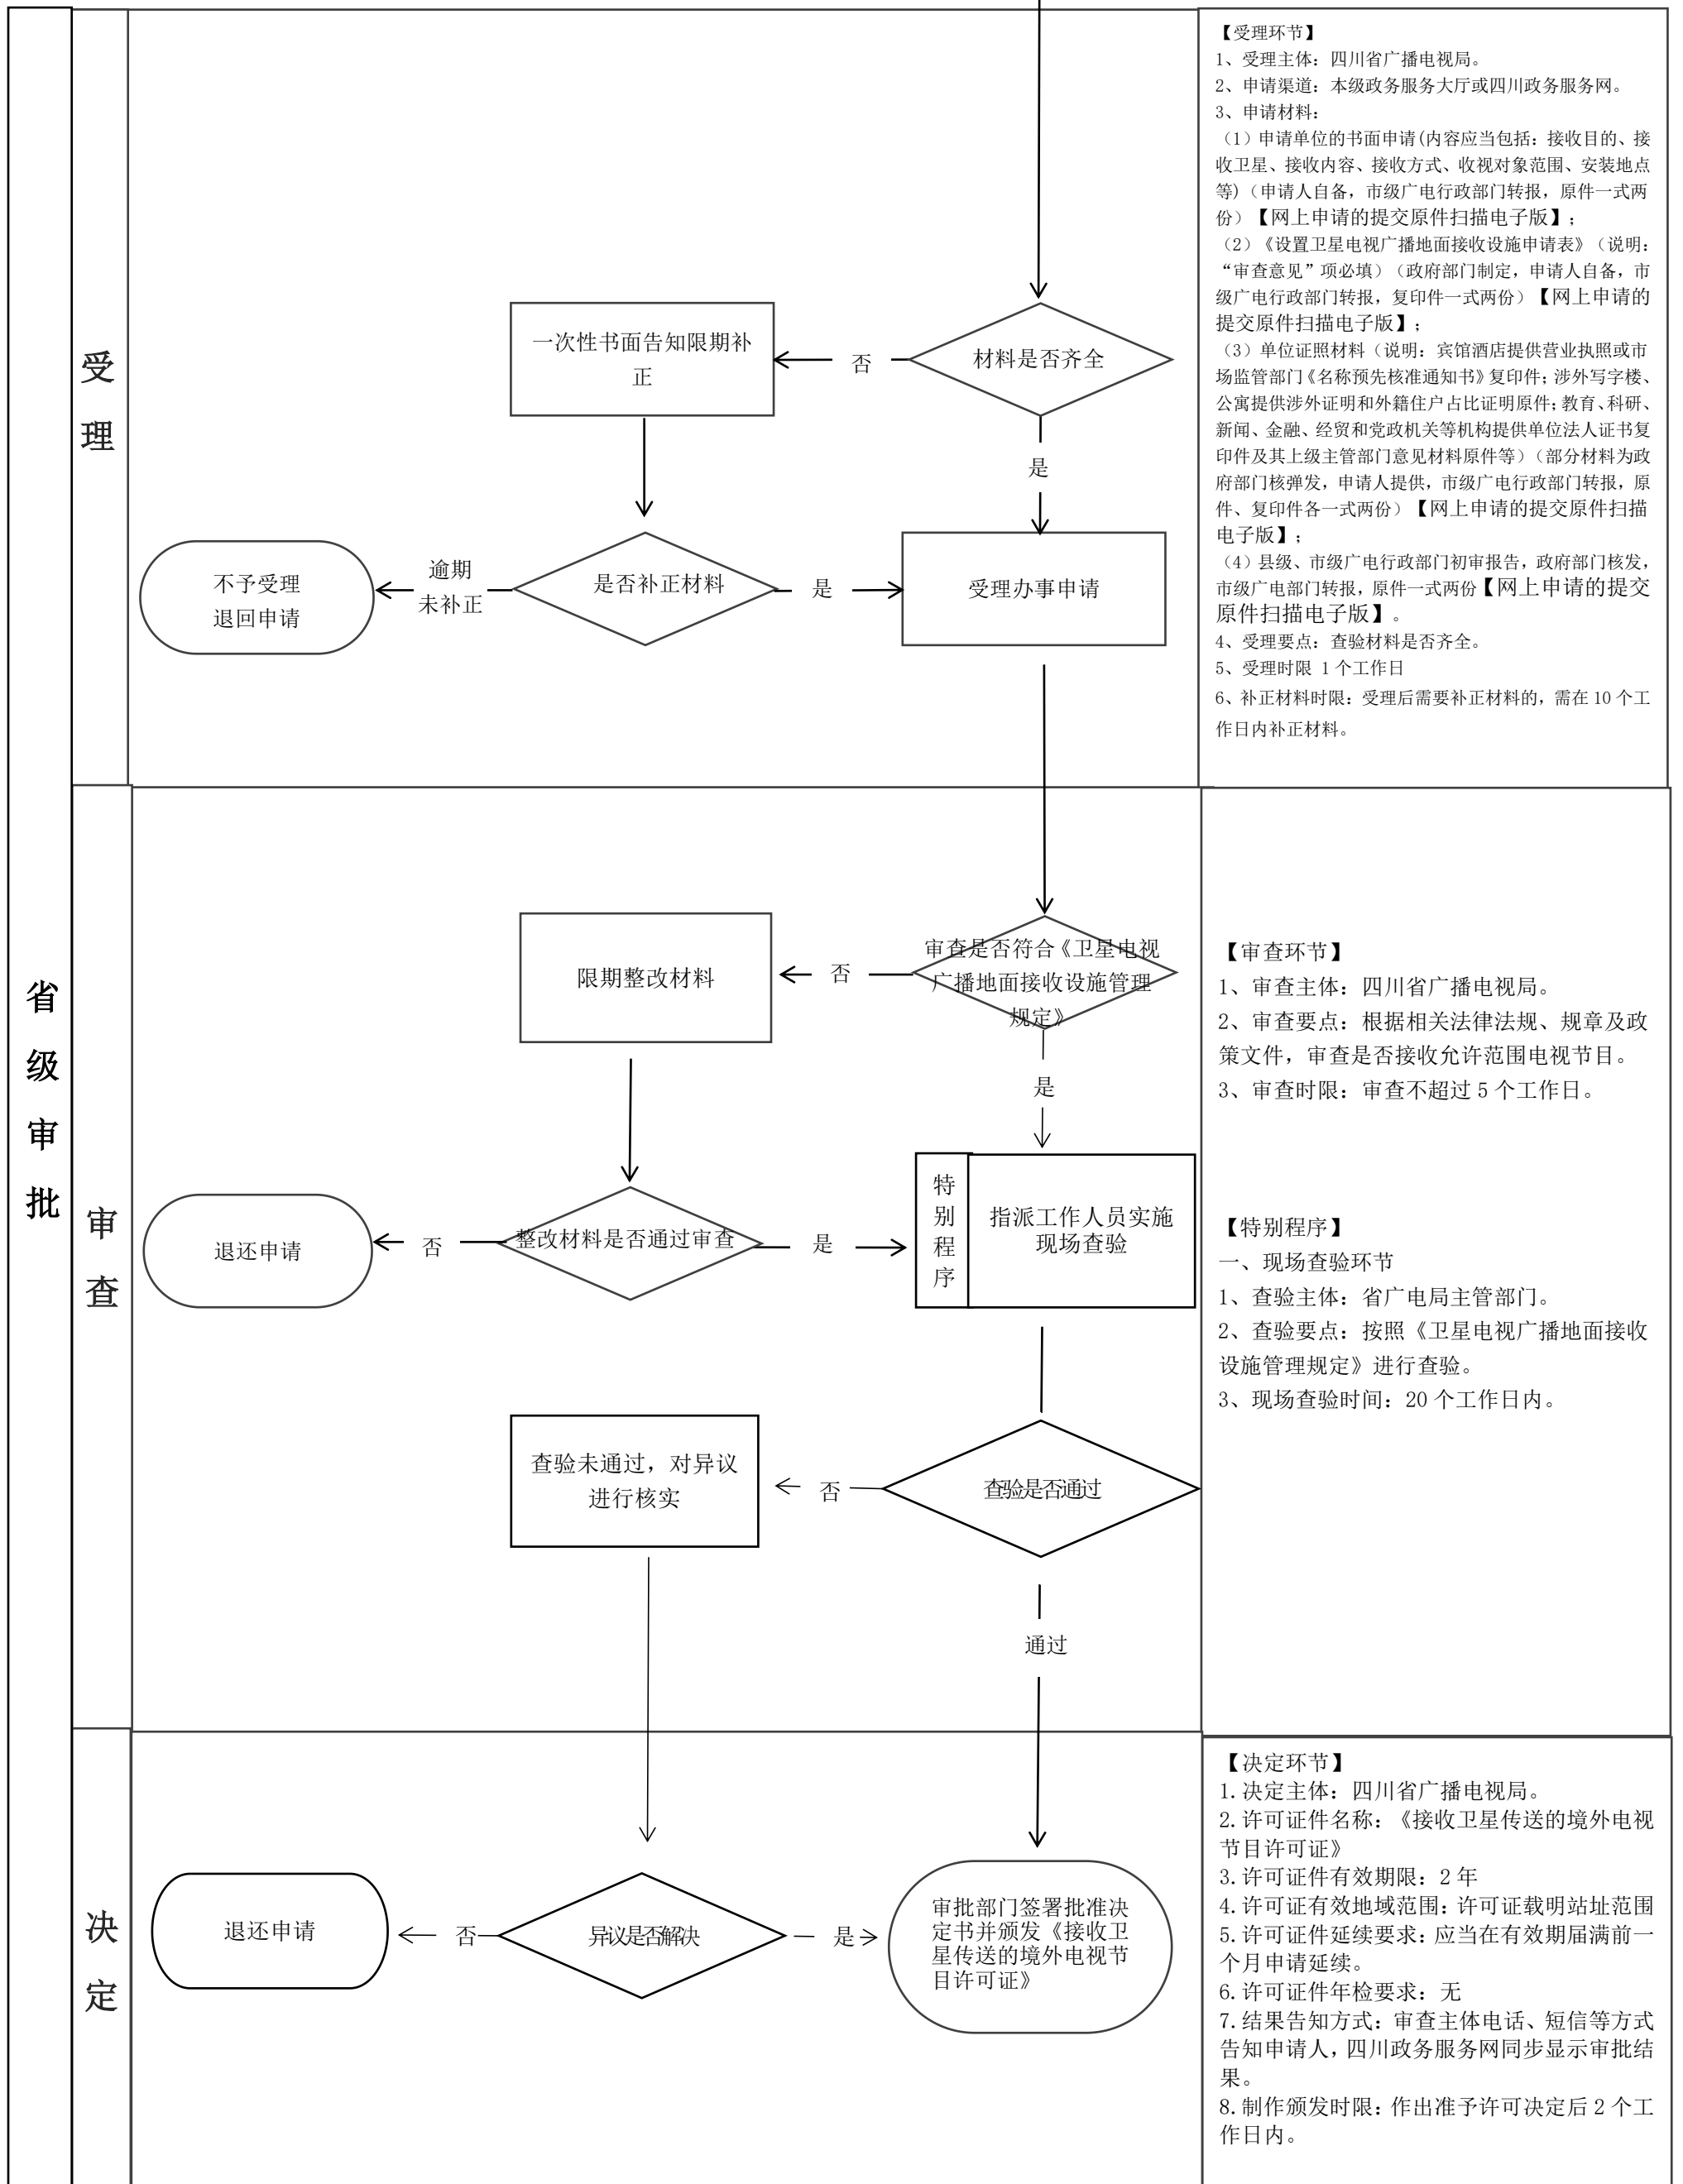 省
级
审
批
受
理
一次性书面告知限期补
正
否
材料是否齐全
是
不予受理
退回申请
逾期
未补正
是否补正材料
是
受理办事申请
【受理环节】
1、受理主体：四川省广播电视局。
2、申请渠道：本级政务服务大厅或四川政务服务网。
3、申请材料：
（1）申请单位的书面申请(内容应当包括：接收目的、接
收卫星、接收内容、接收方式、收视对象范围、安装地点
等)（申请人自备，市级广电行政部门转报，原件一式两
份）【网上申请的提交原件扫描电子版】；
（2）《设置卫星电视广播地面接收设施申请表》（说明：
“审查意见”项必填）（政府部门制定，申请人自备，市
级广电行政部门转报，复印件一式两份）【网上申请的
提交原件扫描电子版】；
（3）单位证照材料（说明：宾馆酒店提供营业执照或市
场监管部门《名称预先核准通知书》复印件；涉外写字楼、
公寓提供涉外证明和外籍住户占比证明原件；教育、科研、
新闻、金融、经贸和党政机关等机构提供单位法人证书复
印件及其上级主管部门意见材料原件等）（部分材料为政
府部门核弹发，申请人提供，市级广电行政部门转报，原
件、复印件各一式两份）【网上申请的提交原件扫描
电子版】；
（4）县级、市级广电行政部门初审报告，政府部门核发，
市级广电部门转报，原件一式两份【网上申请的提交
原件扫描电子版】。
4、受理要点：查验材料是否齐全。
5、受理时限 1 个工作日
6、补正材料时限：受理后需要补正材料的，需在 10 个工
作日内补正材料。
审
查
限期整改材料
否
审查是否符合《卫星电视
广播地面接收设施管理
规定》
是
退还申请
否
整改材料是否通过审查
是
特
别
程
序
指派工作人员实施
现场查验
查验未通过，对异议
进行核实
否
查验是否通过
通过
【审查环节】
1、审查主体：四川省广播电视局。
2、审查要点：根据相关法律法规、规章及政
策文件，审查是否接收允许范围电视节目。
3、审查时限：审查不超过 5 个工作日。
【特别程序】
一、现场查验环节
1、查验主体：省广电局主管部门。
2、查验要点：按照《卫星电视广播地面接收
设施管理规定》进行查验。
3、现场查验时间：20 个工作日内。
决
定
退还申请
否
异议是否解决
是
审批部门签署批准决
定书并颁发《接收卫
星传送的境外电视节
目许可证》
【决定环节】
1.决定主体：四川省广播电视局。
2.许可证件名称：《接收卫星传送的境外电视
节目许可证》
3.许可证件有效期限：2 年
4.许可证有效地域范围：许可证载明站址范围
5.许可证件延续要求：应当在有效期届满前一
个月申请延续。
6.许可证件年检要求：无
7.结果告知方式：审查主体电话、短信等方式
告知申请人，四川政务服务网同步显示审批结
果。
8.制作颁发时限：作出准予许可决定后 2 个工
作日内。